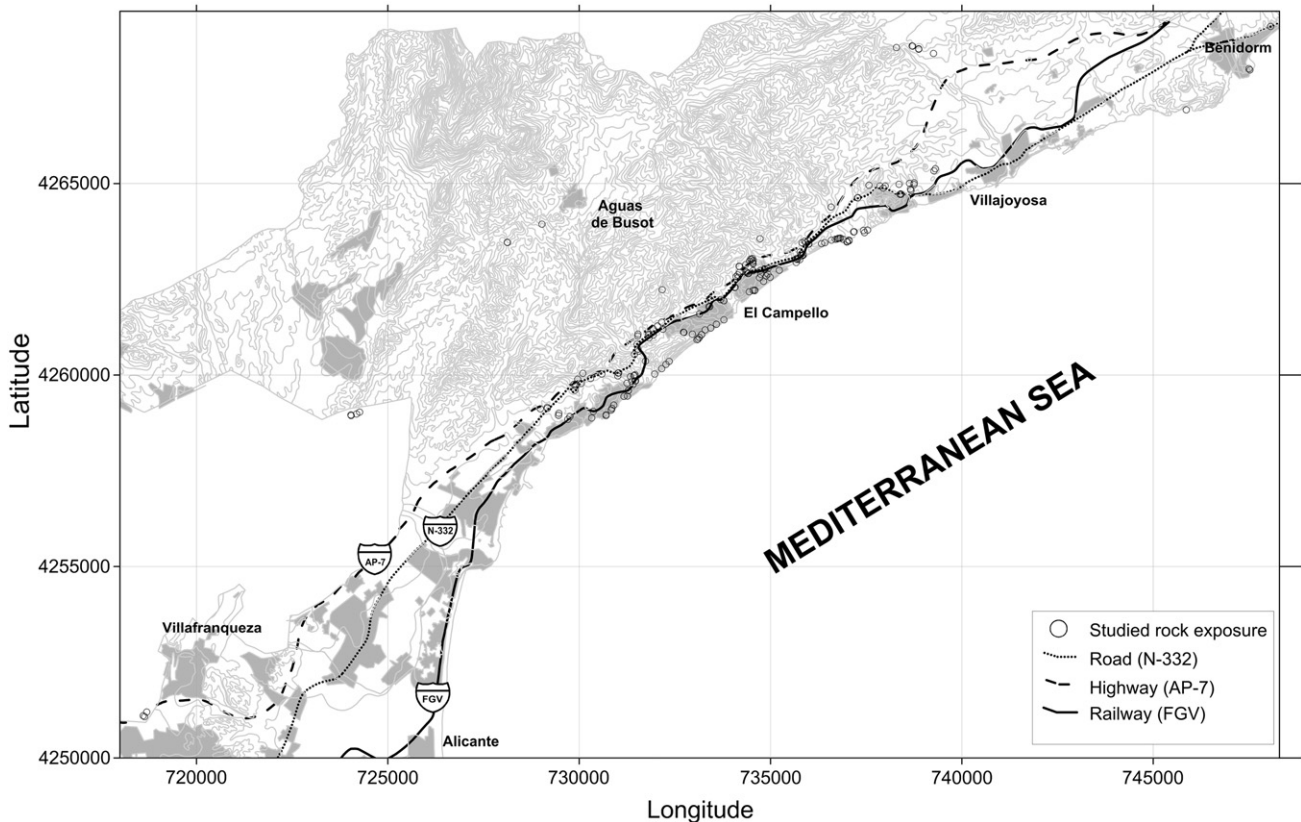 Benidorm
4265000
Aguas
de Busot
Villajoyosa
El Campello
Latitude
4260000
MEDITERRANEAN SEA
N-332
AP-7
4255000
Villafranqueza
Studied rock exposure
Road (N-332)
Highway (AP-7)
Railway (FGV)
FGV
Alicante
4250000
720000
725000
730000
735000
740000
745000
Longitude